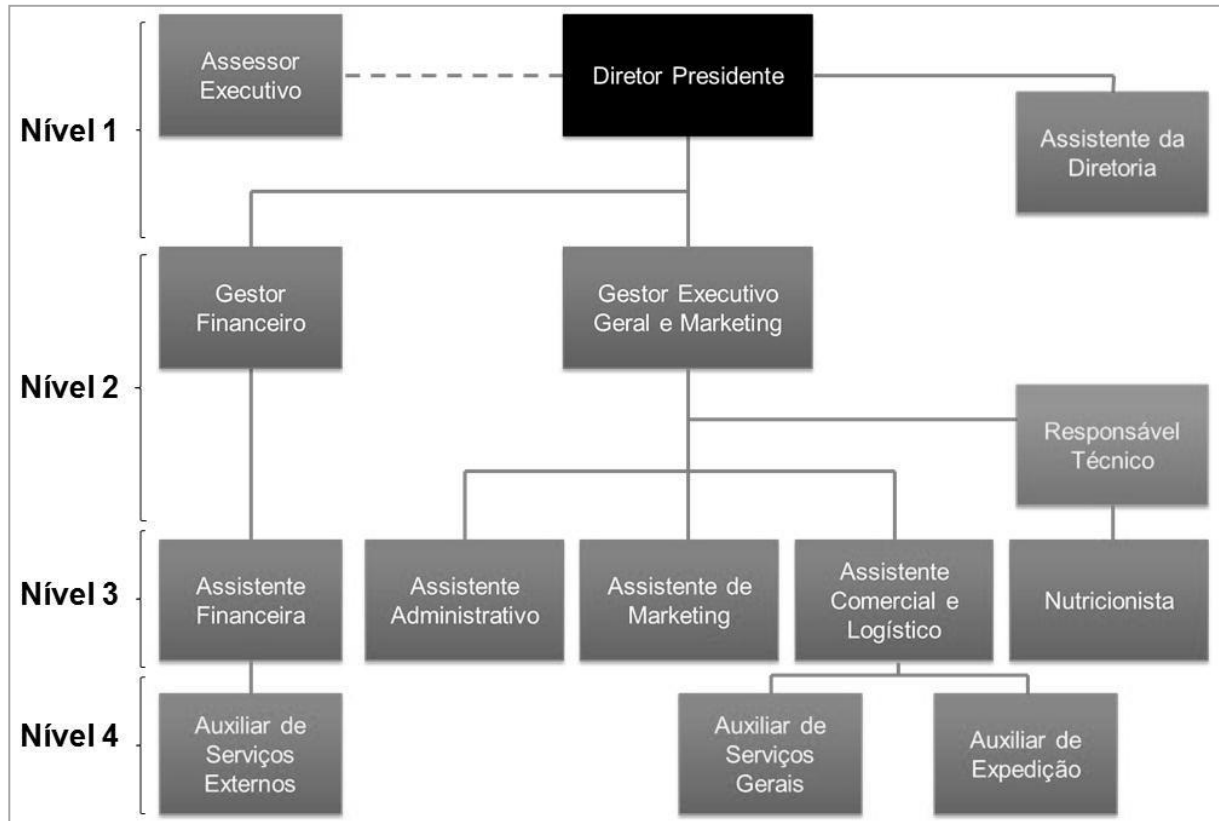 Nível 1
Assessor
Executivo
Diretor Presidente
Assistente da
Diretoria
Nível 2
Gestor
Financeiro
Gestor Executivo
Geral e Marketing
Responsável
Técnico
Nível 3
Assistente
Financeira
Assistente
Administrativo
Assistente de
Marketing
Assistente
Comercial e
Logístico
Nutricionista
Nível 4
Auxiliar de
Serviços
Externos
Auxiliar de
Serviços
Gerais
Auxiliar de
Expedição